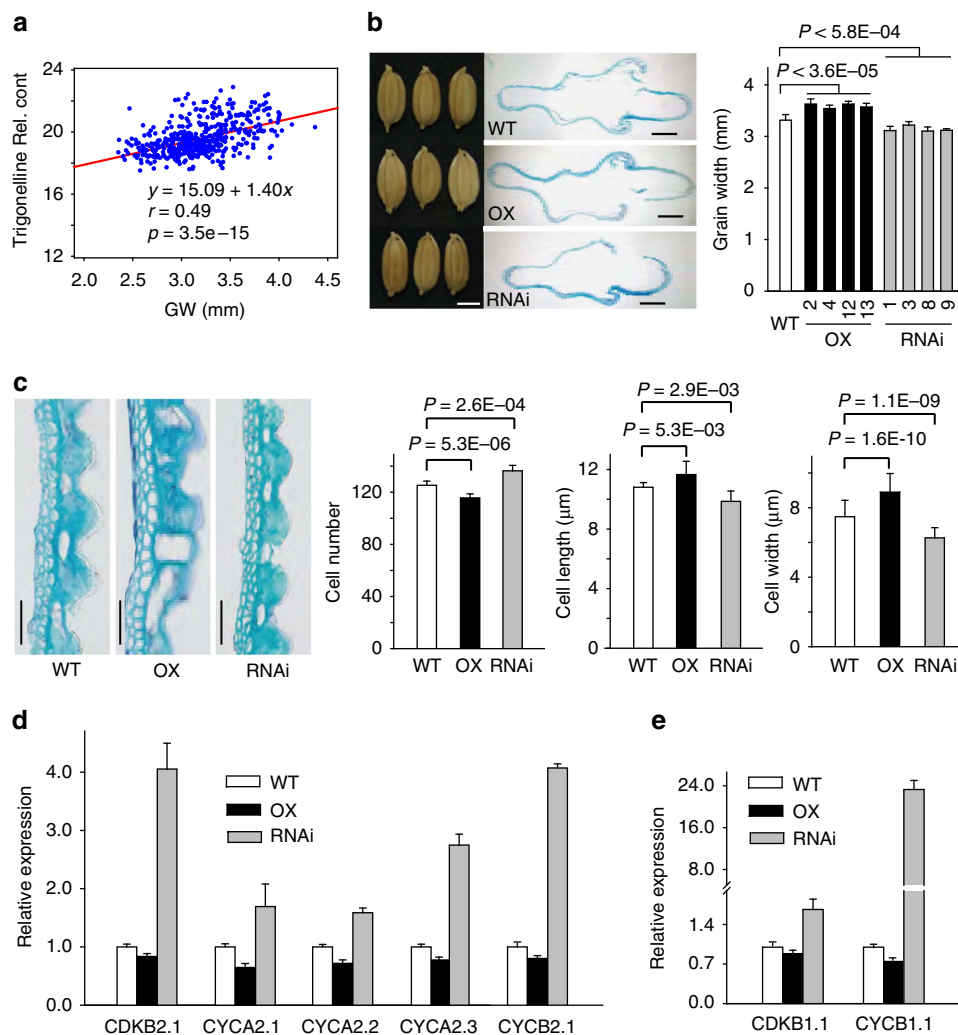 a
Trigonelline Rel. cont
24
22
20
18
16
14
12
y = 15.09 + 1.40x
r = 0.49
p = 3.5e−15
2.0 2.5 3.0 3.5 4.0 4.5
GW (mm)
b
WT
OX
RNAi
P < 5.8E–04
P < 3.6E–05
Grain width (mm)
4
3
2
1
0
2 4 12 13 1 3 8 9
WT
OX RNAi
c
WT OX RNAi
P = 2.6E–04
P = 5.3E–06
Cell number
120
80
40
0
WT OX RNAi
P = 2.9E–03
P = 5.3E–03
Cell length (μm)
12
8
4
0
WT OX RNAi
P = 1.1E–09
P = 1.6E-10
Cell width (μm)
8
4
0
WT OX RNAi
d
Relative expression
4.0
3.0
2.0
1.0
0.0
WT
OX
RNAi
CDKB2.1 CYCA2.1 CYCA2.2 CYCA2.3 CYCB2.1
e
Relative expression
24.0
16.0
8.0
1.4
0.7
0.0
WT
OX
RNAi
CDKB1.1 CYCB1.1